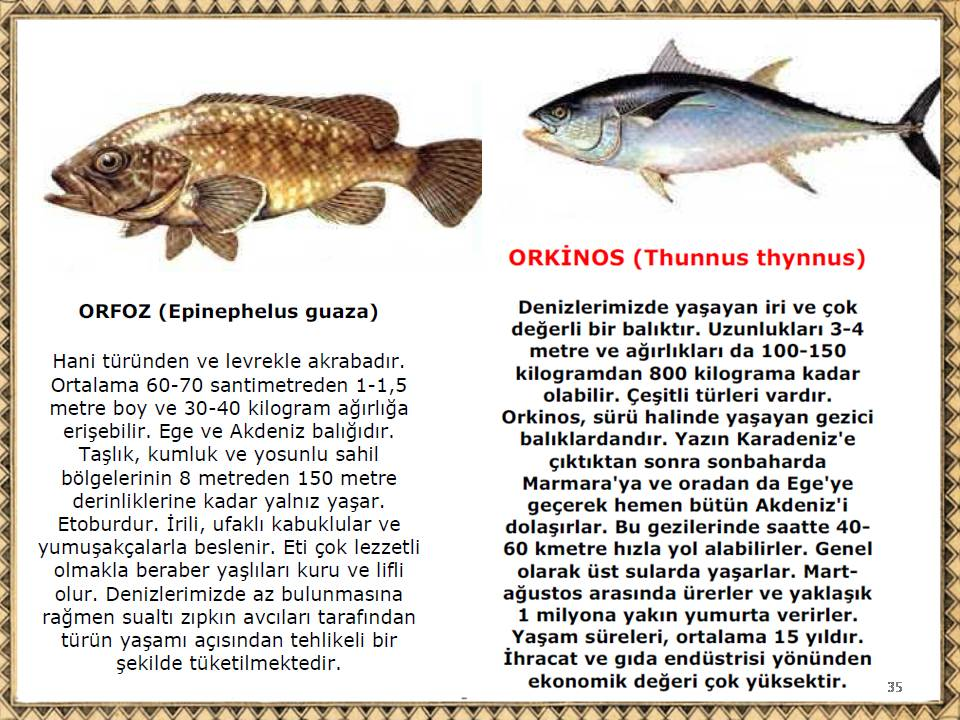 ORFOZ (Epinephelus guaza)
Hani türünden ve levrekle akrabadır.
Ortalama 60-70 santimetreden 1-1,5
metre boy ve 30-40 kilogram ağırlığa
erişebilir. Ege ve Akdeniz balığıdır.
Taşlık, kumluk ve yosunlu sahil
bölgelerinin 8 metreden 150 metre
derinliklerine kadar yalnız yaşar.
Etoburdur. İrili, ufaklı kabuklular ve
yumuşakçalarla beslenir. Eti çok lezzetli
olmakla beraber yaşlıları kuru ve lifli
olur. Denizlerimizde az bulunmasına
rağmen sualtı zıpkın avcıları tarafından
türün yaşamı açısından tehlikeli bir
şekilde tüketilmektedir.
ORKİNOS (Thunnus thynnus)
Denizlerimizde yaşayan iri ve çok
değerli bir balıktır. Uzunlukları 3-4
metre ve ağırlıkları da 100-150
kilogramdan 800 kilograma kadar
olabilir. Çeşitli türleri vardır.
Orkinos, sürü halinde yaşayan gezici
balıklardandır. Yazın Karadeniz'e
çıktıktan sonra sonbaharda
Marmara'ya ve oradan da Ege'ye
geçerek hemen bütün Akdeniz'i
dolaşırlar. Bu gezilerinde saatte 40-
60 kmetre hızla yol alabilirler. Genel
olarak üst sularda yaşarlar. Mart-
ağustos arasında ürerler ve yaklaşık
1 milyona yakın yumurta verirler.
Yaşam süreleri, ortalama 15 yıldır.
İhracat ve gıda endüstrisi yönünden
ekonomik değeri çok yüksektir.
35